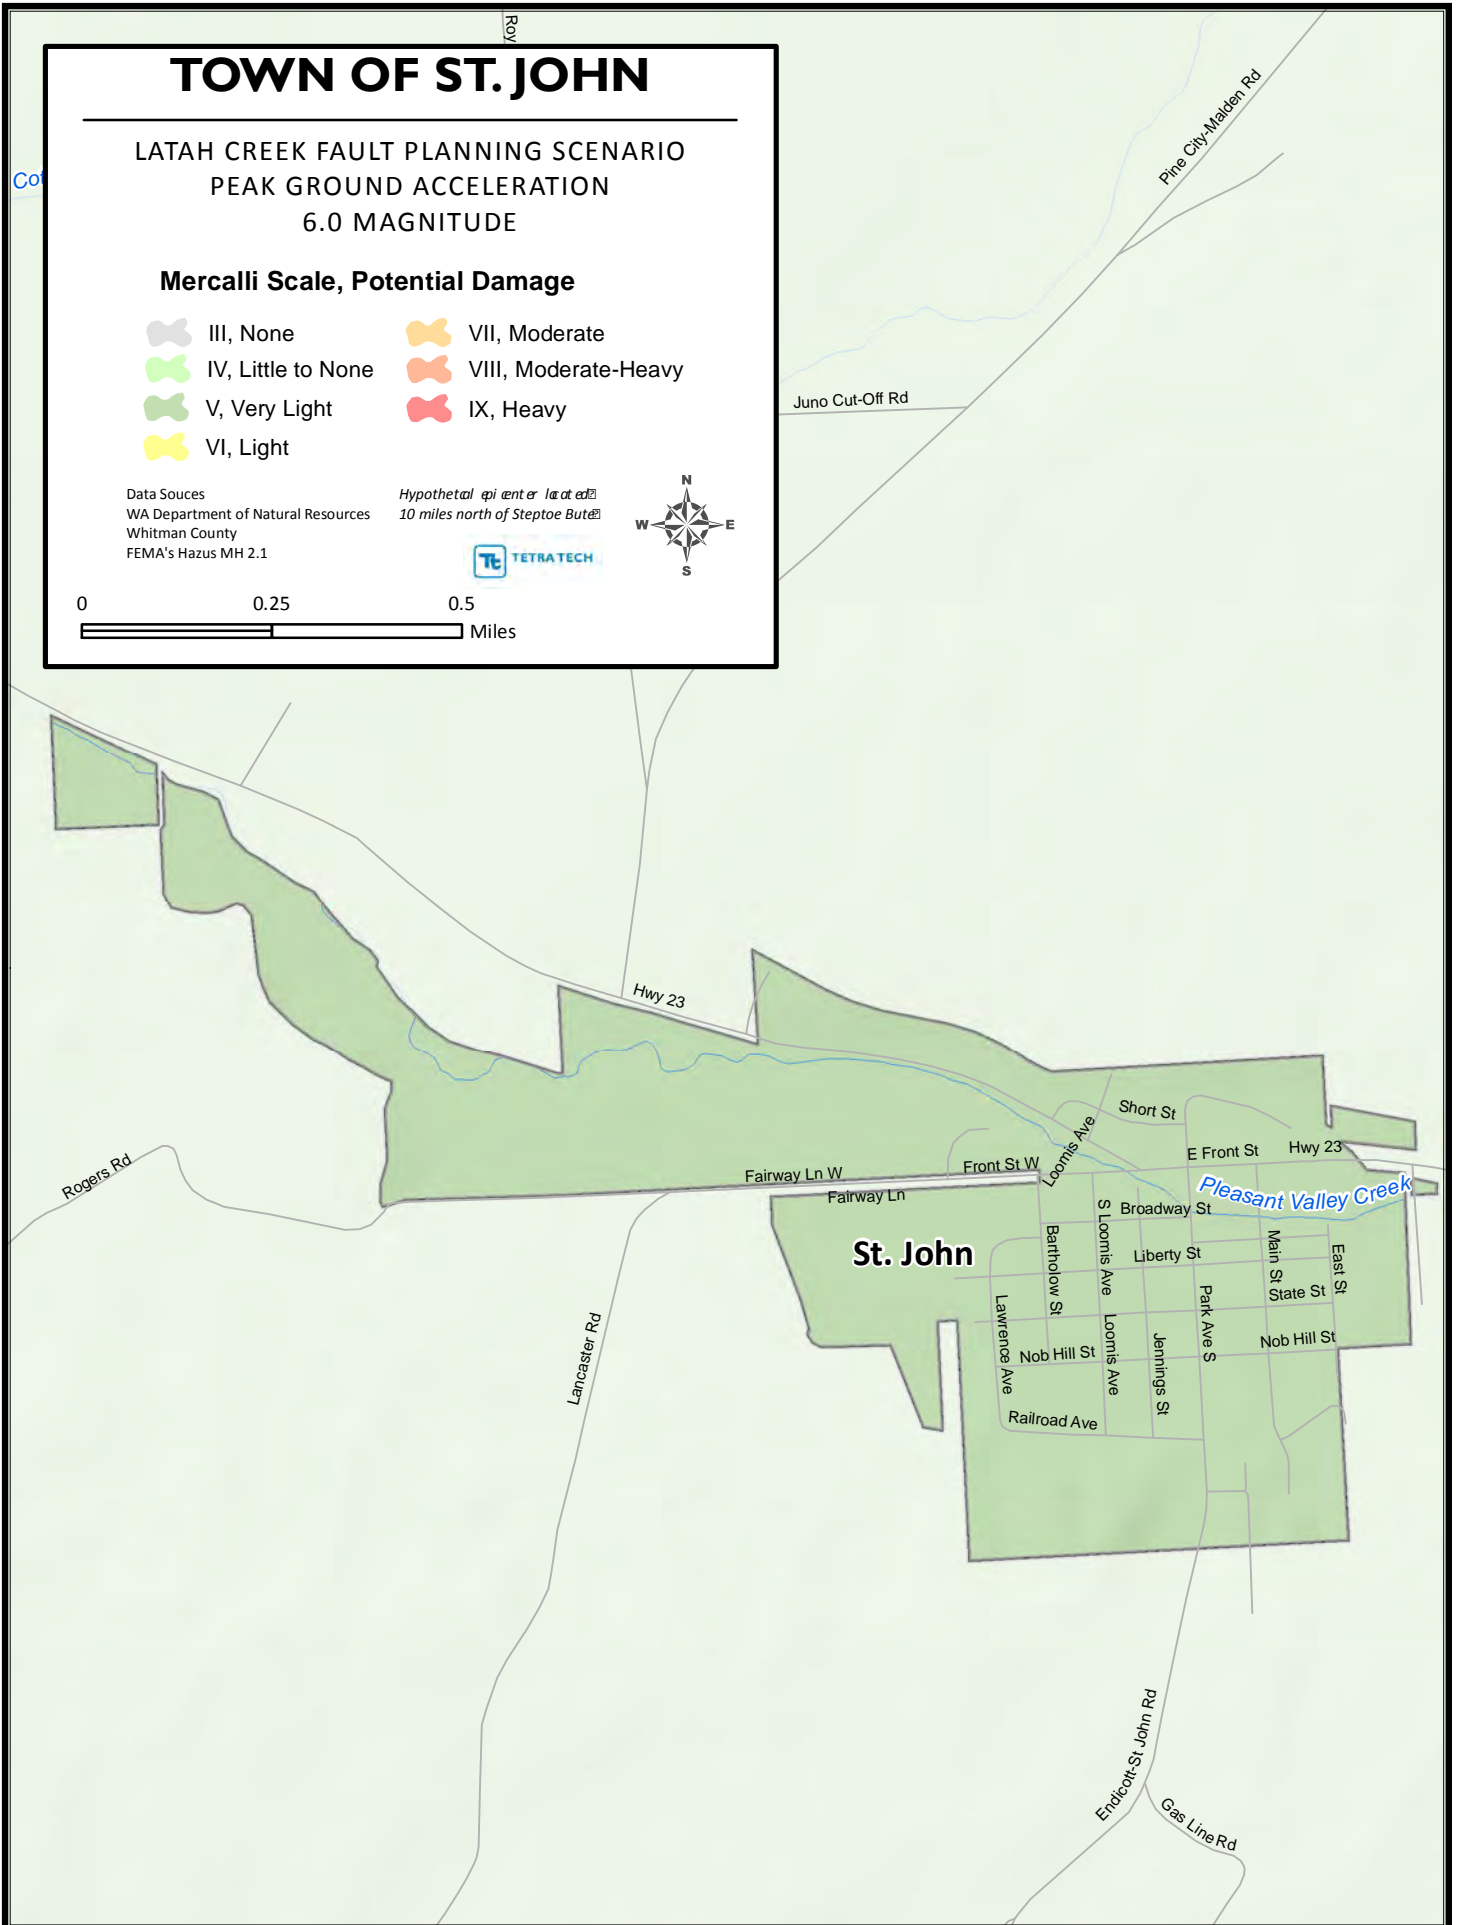 Roy
TOWN OF ST. JOHN
LATAH CREEK FAULT PLANNING SCENARIO
PEAK GROUND ACCELERATION
6.0 MAGNITUDE
Cot
Mercalli Scale, Potential Damage
III, None
IV, Little to None
V, Very Light
VI, Light
VII, Moderate
VIII, Moderate-Heavy
IX, Heavy
Data Souces
WA Department of Natural Resources
Whitman County
FEMA's Hazus MH 2.1
Hypothetcal epicenter located
10 miles north of Steptoe Bute
Tt TETRA TECH
N
W E
S
0 0.25 0.5
Miles
Pine City-Malden Rd
Juno Cut-Off Rd
Hwy 23
Short St
Loomis Ave
E Front St
Hwy 23
Rogers Rd
Fairway Ln W
Front St W
Fairway Ln
Pleasant Valley Creek
Broadway St
St. John
S Loomis Ave
Bartholow St
Liberty St
Main St
East St
State St
Lawrence Ave
Loomis Ave
Park Ave S
Jennings St
Nob Hill St
Nob Hill St
Lancaster Rd
Railroad Ave
Endicott-St John Rd
Gas Line Rd